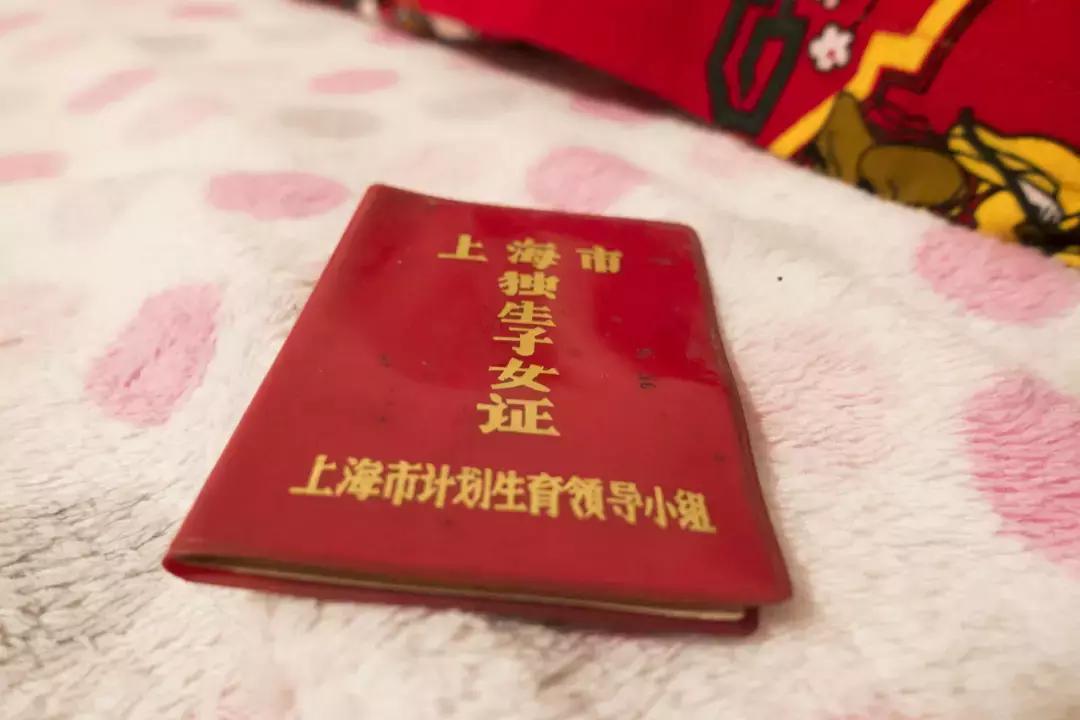 上海市
独生子女证
上海市计划生育领导小组